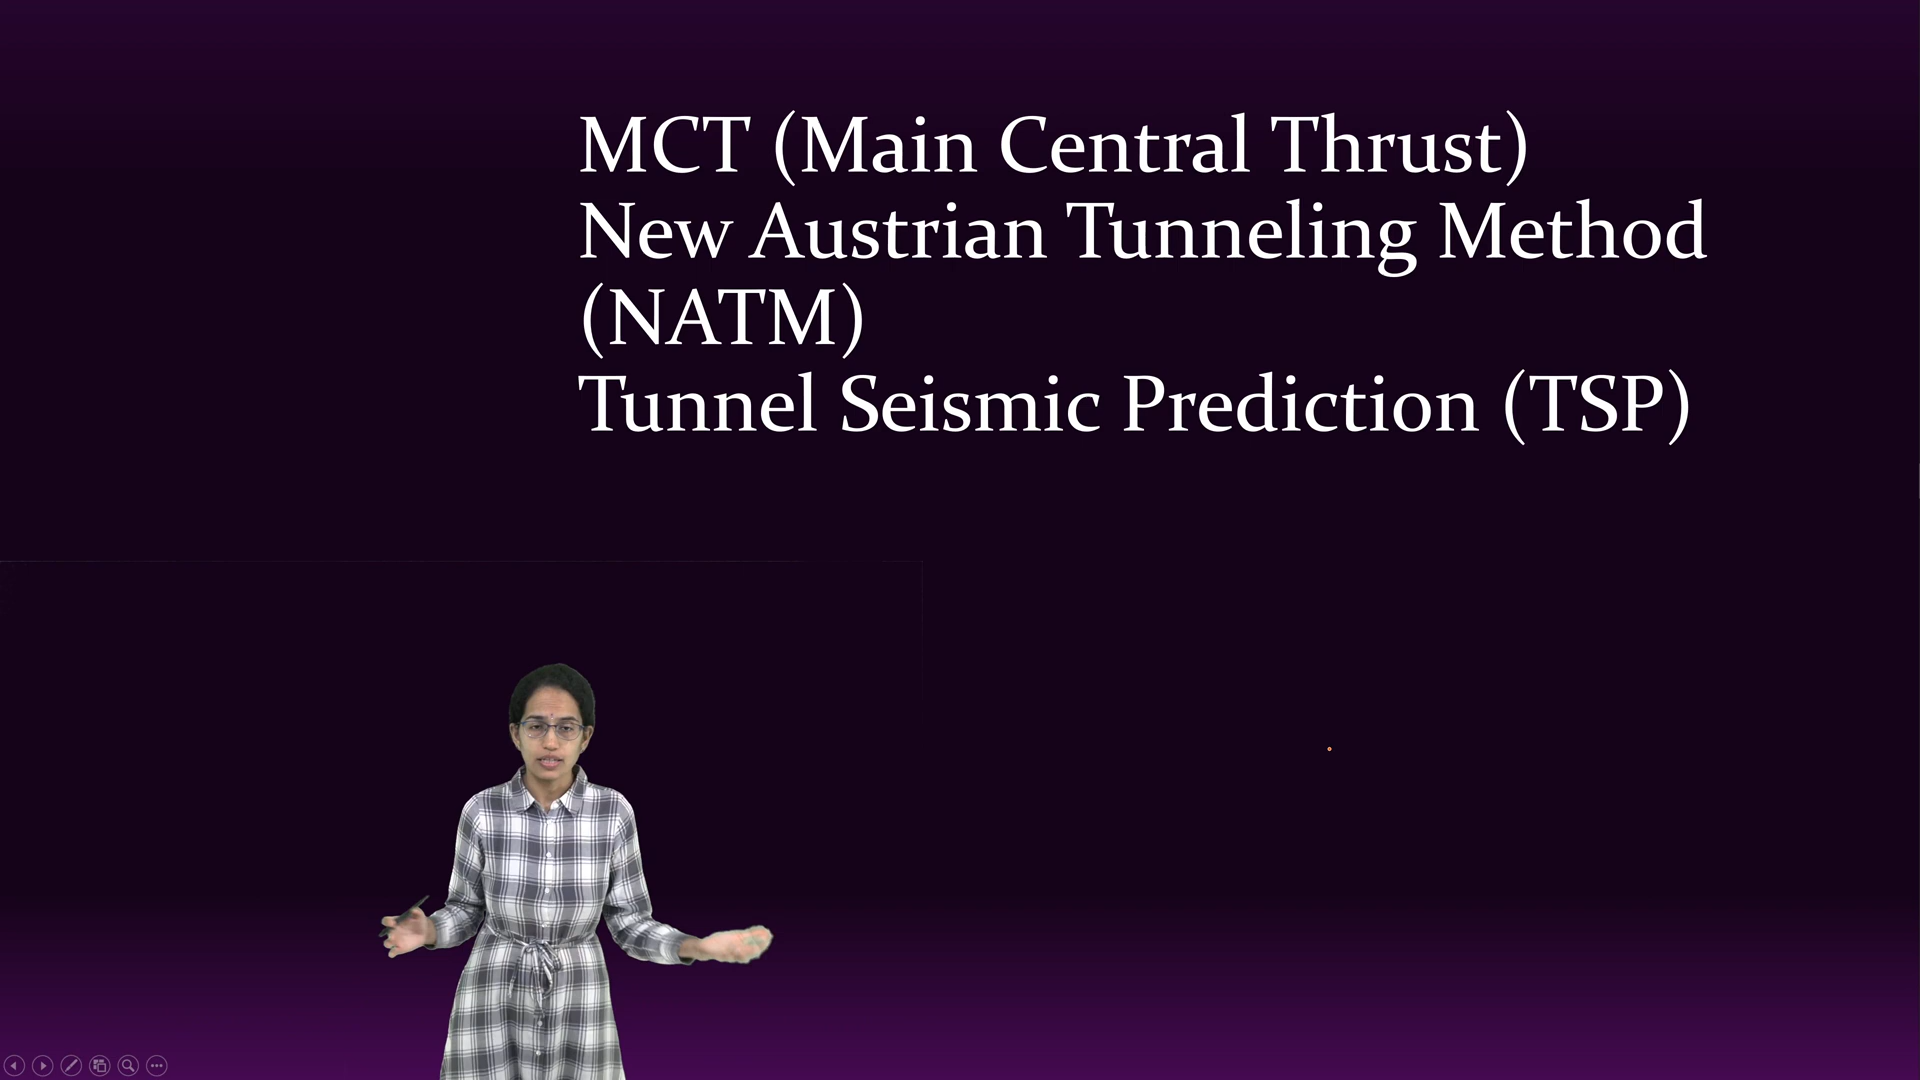 MCT (Main Central Thrust)
New Austrian Tunneling Method
(NATM)
Tunnel Seismic Prediction (TSP)